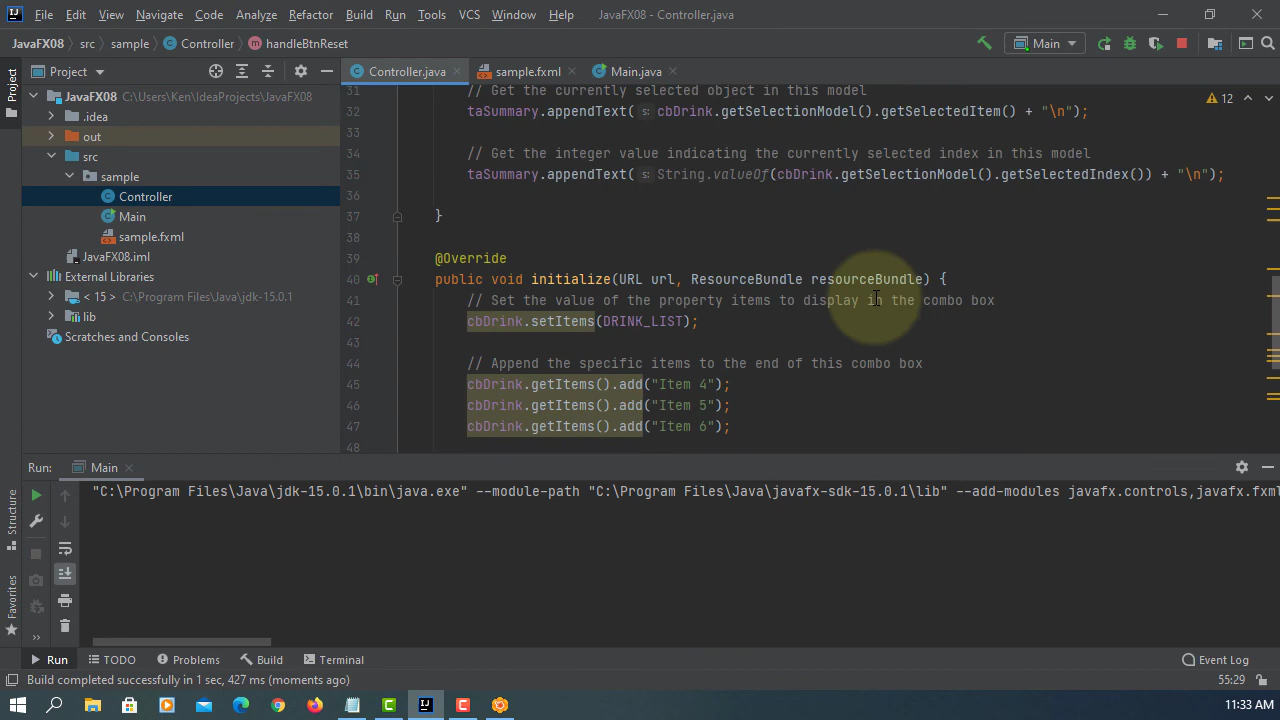 File Edit View Navigate Code Analyze Refactor Build Run Tools VCS Window Help JavaFX08 - Controller.java
JavaFX08 src sample Controller handleBtnReset Main
Project
Project
Controller.java sample.fxml Main.java
JavaFX08 C:\Users\Ken\IdeaProjects\JavaFX08
.idea
out
src
sample
Controller
Main
sample.fxml
JavaFX08.iml
External Libraries
< 15 > C:\Program Files\Java\jdk-15.0.1
lib
Scratches and Consoles
12
31 // Get the currently selected object in this model
32 taSummary.appendText( s: cbDrink.getSelectionModel().getSelectedItem() + "\n");
33
34 // Get the integer value indicating the currently selected index in this model
35 taSummary.appendText( s: String.valueOf(cbDrink.getSelectionModel().getSelectedIndex()) + "\n");
36
37 }
38
39 @Override
40 public void initialize(URL url, ResourceBundle resourceBundle) {
41 // Set the value of the property items to display in the combo box
42 cbDrink.setItems(DRINK_LIST);
43
44 // Append the specific items to the end of this combo box
45 cbDrink.getItems().add("Item 4");
46 cbDrink.getItems().add("Item 5");
47 cbDrink.getItems().add("Item 6");
48
Run: Main
"C:\Program Files\Java\jdk-15.0.1\bin\java.exe" --module-path "C:\Program Files\Java\javafx-sdk-15.0.1\lib" --add-modules javafx.controls,javafx.fxml
Structure
Favorites
Run TODO Problems Build Terminal Event Log
Build completed successfully in 1 sec, 427 ms (moments ago) 55:29
11:33 AM